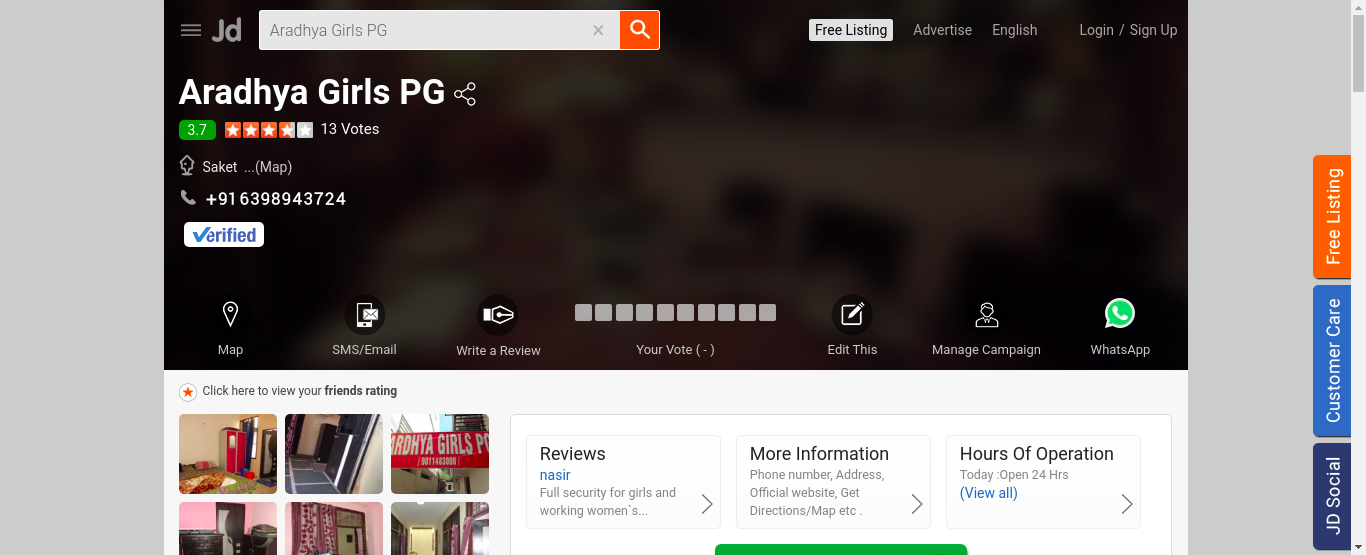 Jd
Aradhya Girls PG
Free Listing
Advertise
English
Login / Sign Up
Aradhya Girls PG
3.7
13 Votes
Saket ...(Map)
+916398943724
Verified
Map
SMS/Email
Write a Review
Your Vote ( - )
Edit This
Manage Campaign
WhatsApp
Free Listing
Customer Care
JD Social
Click here to view your friends rating
ARDHYA GIRLS PG
Reviews
nasir
Full security for girls and
working women`s...
More Information
Phone number, Address,
Official website, Get
Directions/Map etc .
Hours Of Operation
Today :Open 24 Hrs
(View all)